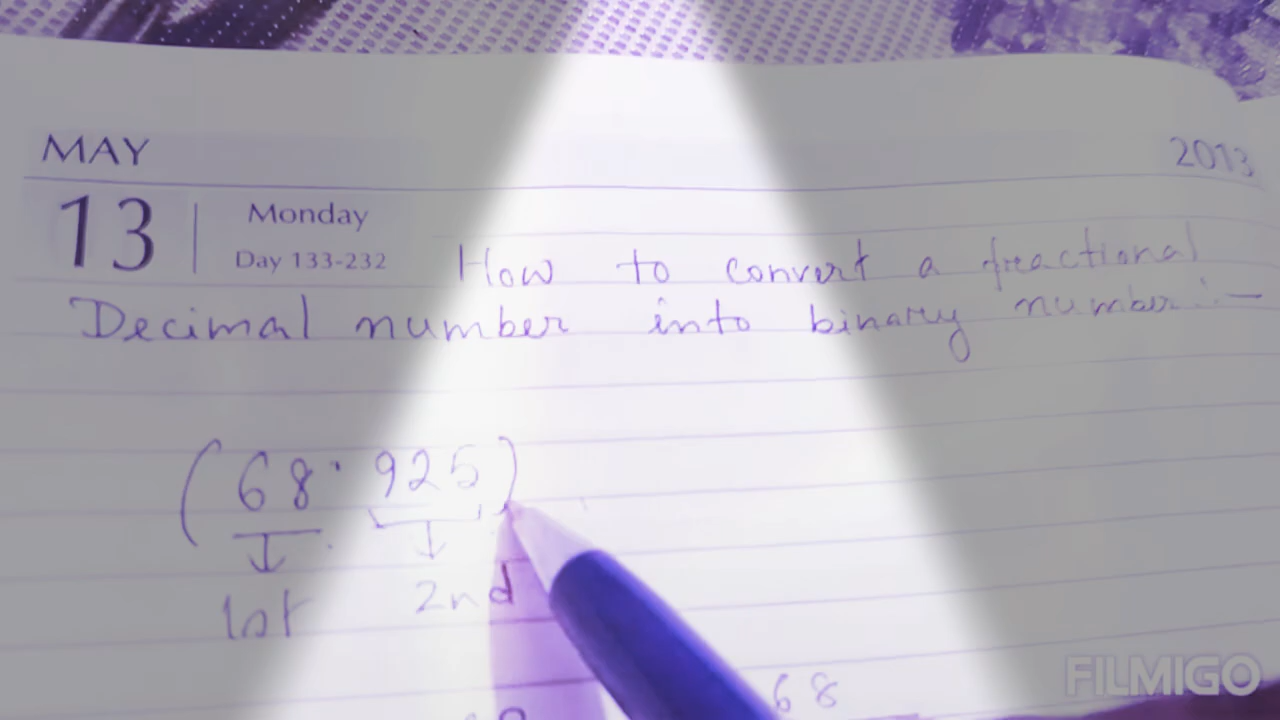 MAY
2013
13
Monday
Day 133-232
How to convert a fractional
Decimal number into binary number :-
(68.925)
1st 2nd
68
FILMIGO